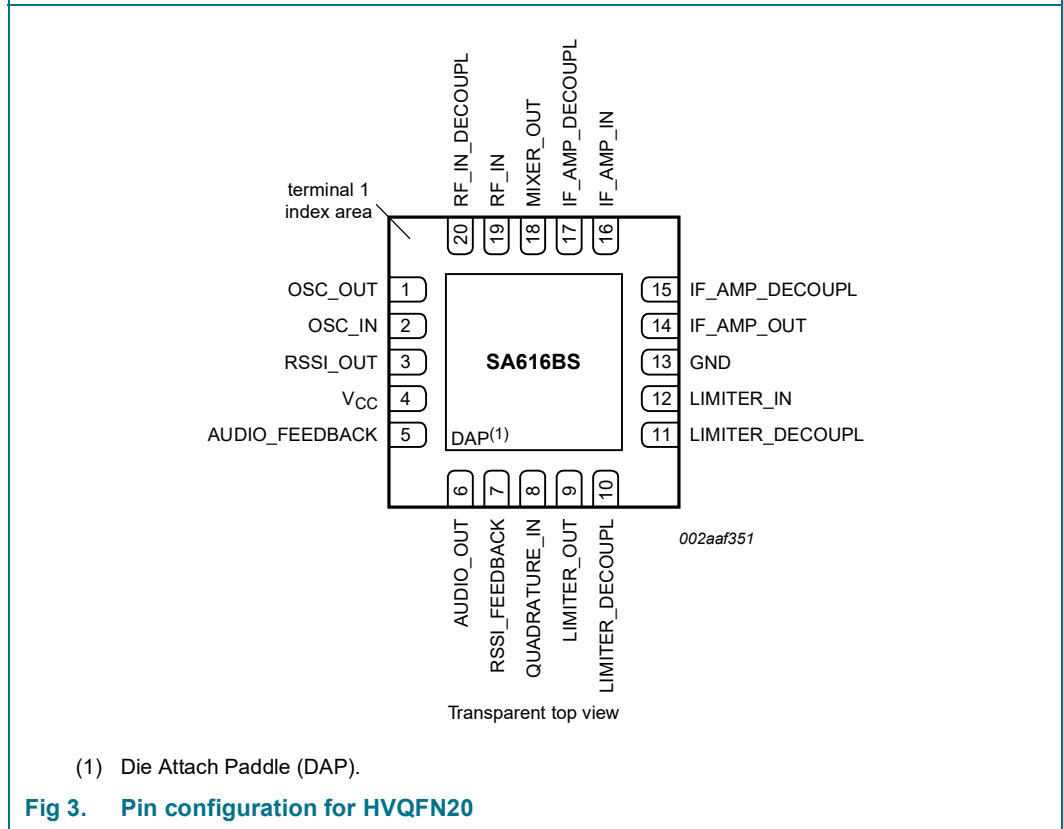 RF_IN_DECOUPL
RF_IN
MIXER_OUT
IF_AMP_DECOUPL
IF_AMP_IN
terminal 1
index area
20
19
18
17
16
OSC_OUT 1
OSC_IN 2
RSSI_OUT 3
VCC 4
AUDIO_FEEDBACK 5
SA616BS
DAP(1)
15 IF_AMP_DECOUPL
14 IF_AMP_OUT
13 GND
12 LIMITER_IN
11 LIMITER_DECOUPL
6
7
8
9
10
AUDIO_OUT
RSSI_FEEDBACK
QUADRATURE_IN
LIMITER_OUT
LIMITER_DECOUPL
002aaf351
Transparent top view
(1) Die Attach Paddle (DAP).
Fig 3. Pin configuration for HVQFN20